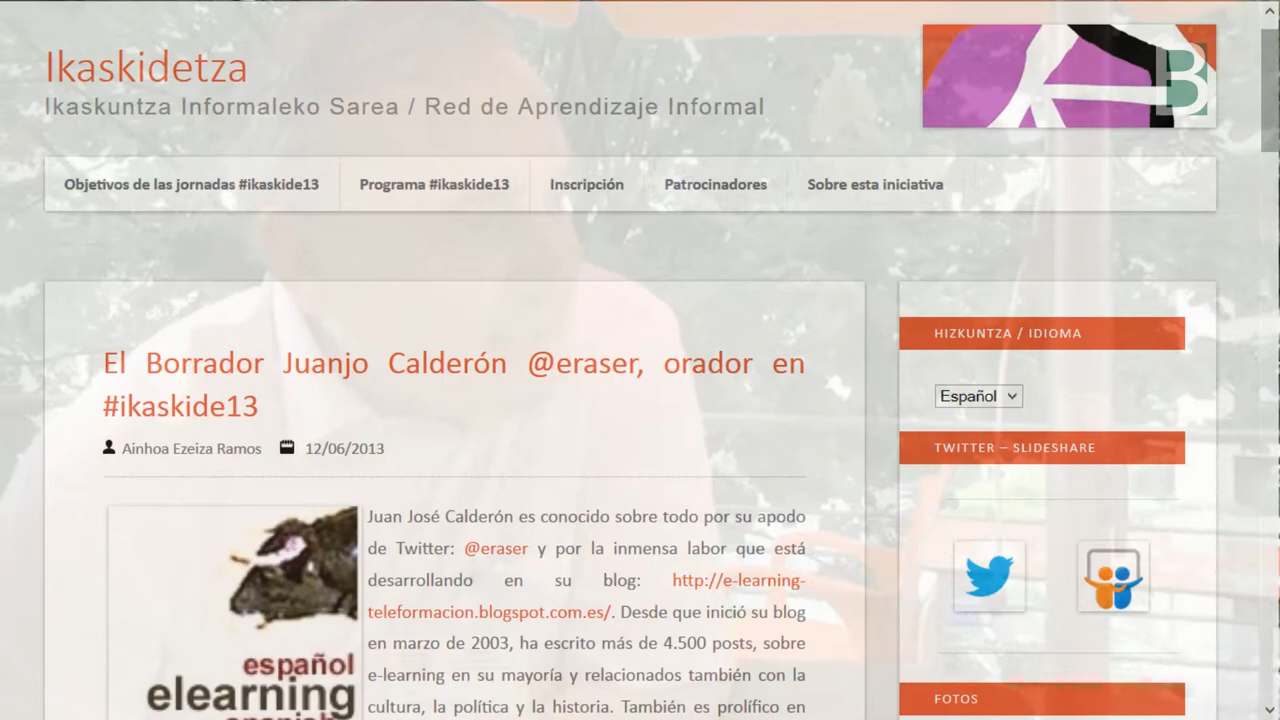 Ikaskidetza
Ikaskuntza Informaleko Sarea / Red de Aprendizaje Informal
B
Objetivos de las jornadas #ikaskide13
Programa #ikaskide13
Inscripción
Patrocinadores
Sobre esta iniciativa
El Borrador Juanjo Calderón @eraser, orador en
#ikaskide13
Ainhoa Ezeiza Ramos
12/06/2013
español
elearning
spanish
Juan José Calderón es conocido sobre todo por su apodo
de Twitter: @eraser y por la inmensa labor que está
desarrollando en su blog: http://e-learning-
teleformacion.blogspot.com.es/. Desde que inició su blog
en marzo de 2003, ha escrito más de 4.500 posts, sobre
e-learning en su mayoría y relacionados también con la
cultura, la política y la historia. También es prolífico en
HIZKUNTZA / IDIOMA
Español
TWITTER – SLIDESHARE
FOTOS